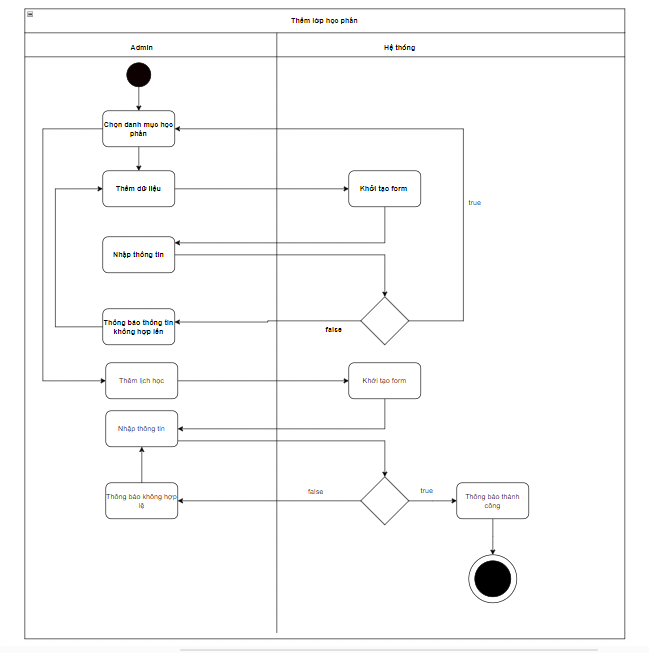 Thêm lớp học phần
Admin
Hệ thống
Chọn danh mục học
phần
Thêm dữ liệu
Khởi tạo form
true
Nhập thông tin
false
Thông báo thông tin
không hợp lền
Thêm lịch học
Khởi tạo form
Nhập thông tin
false
true
Thông báo không hợp
lệ
Thông báo thành
công